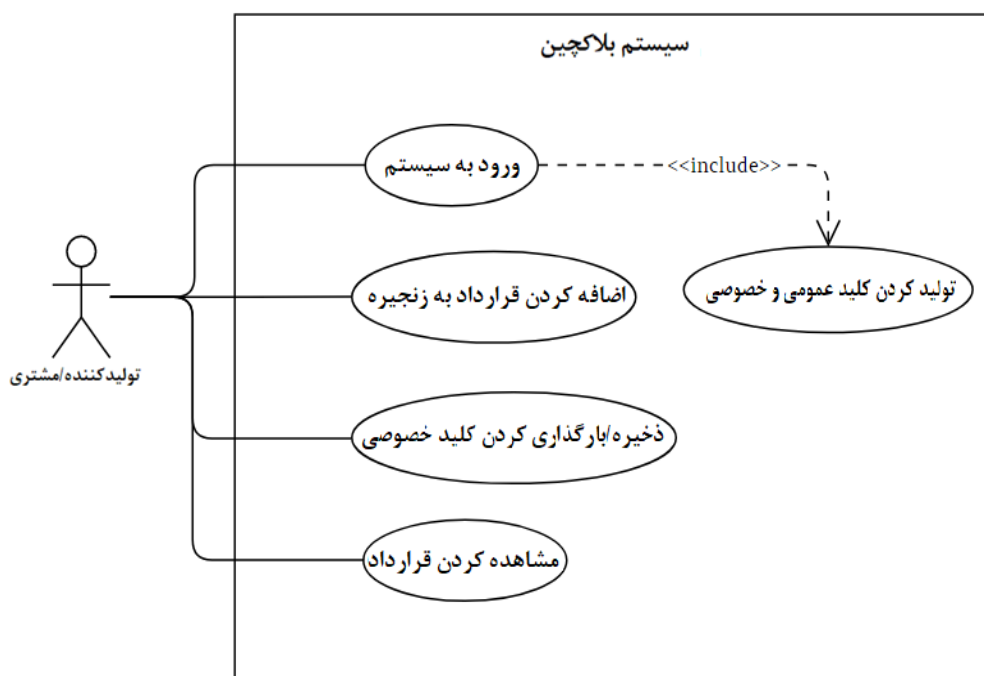 سیستم بلاکچین
ورود به سیستم
<<include>>
تولید کردن کلید عمومی و خصوصی
اضافه کردن قرارداد به زنجیره
تولیدکننده/مشتری
ذخیره/بارگذاری کردن کلید خصوصی
مشاهده کردن قرارداد